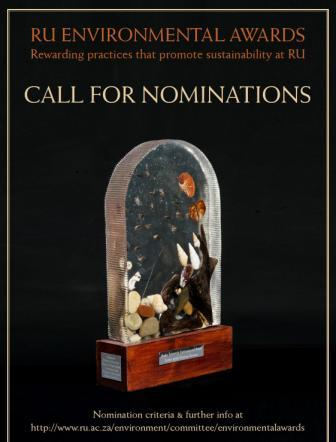 RU ENVIRONMENTAL AWARDS
Rewarding practices that promote sustainability at RU
CALL FOR NOMINATIONS
Nomination criteria & further info at
http://www.ru.ac.za/environment/committee/environmentalawards